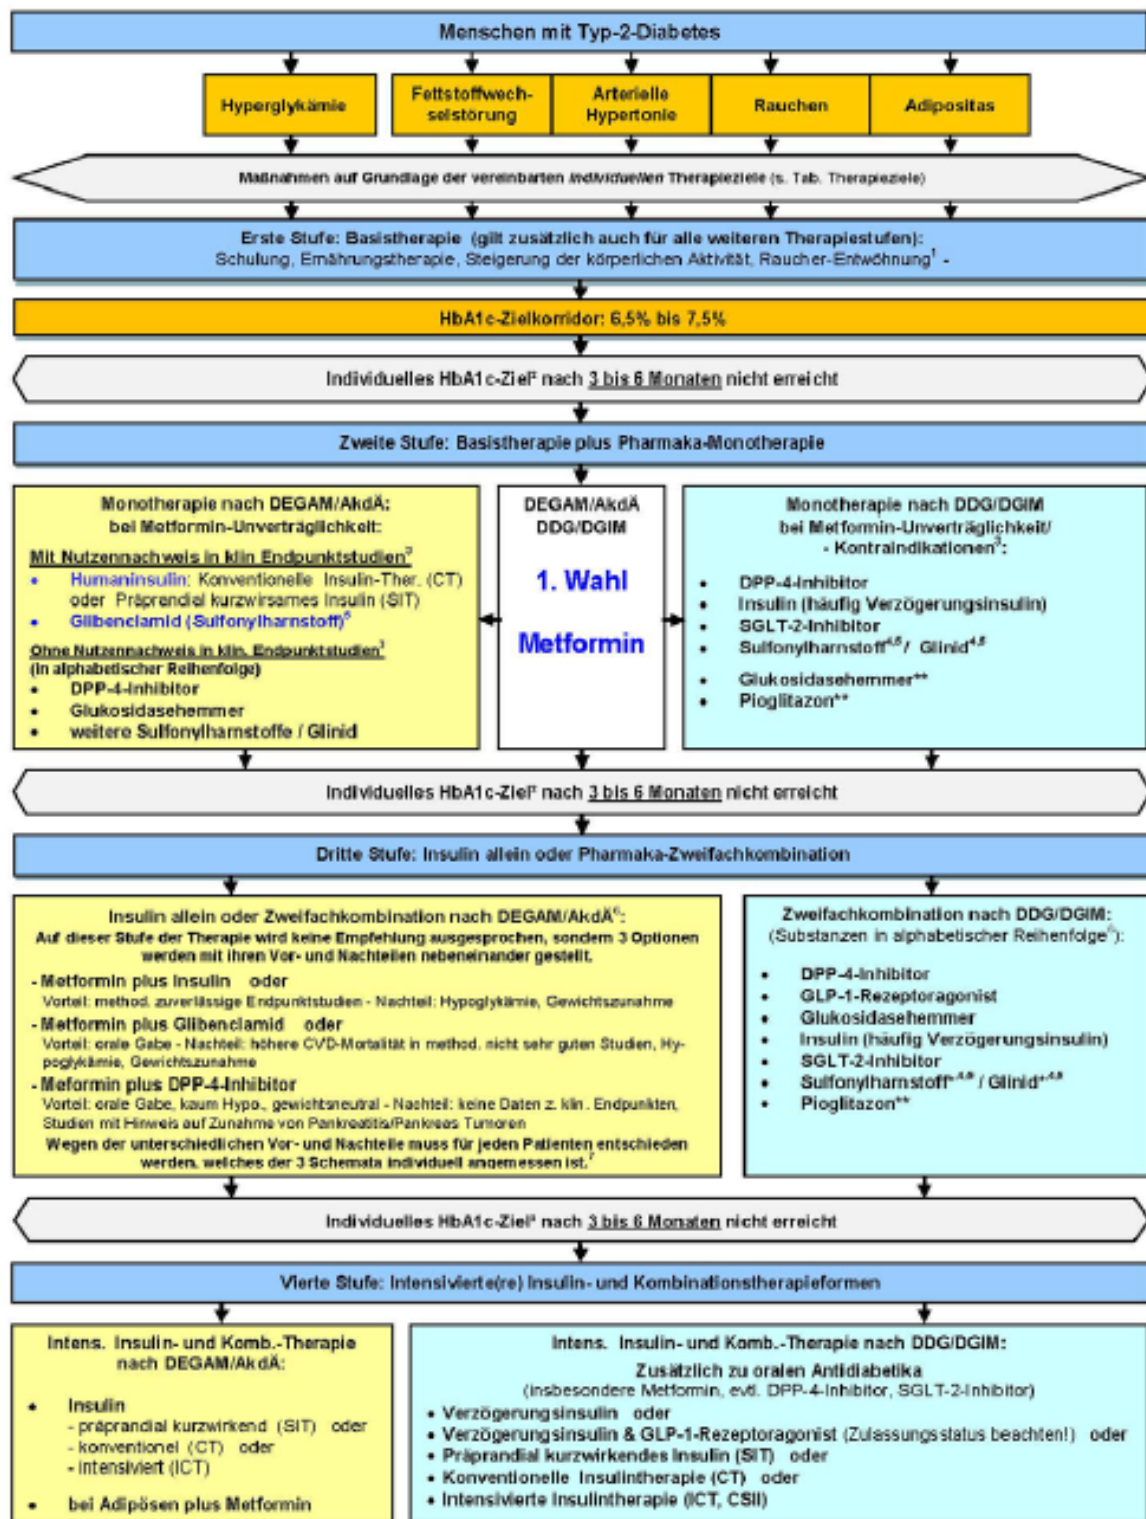 Menschen mit Typ-2-Diabetes
Hyperglykämie
Fettstoffwech-
selstörung
Arterielle
Hypertonie
Rauchen
Adipositas
Maßnahmen auf Grundlage der vereinbarten individuellen Therapieziele (s. Tab. Therapieziele)
Erste Stufe: Basistherapie (gilt zusätzlich auch für alle weiteren Therapiestufen):
Schulung, Ernährungstherapie, Steigerung der körperlichen Aktivität, Raucher-Entwöhnung¹ -
HbA1c-Zielkorridor: 6,5% bis 7,5%
Individuelles HbA1c-Ziel² nach 3 bis 6 Monaten nicht erreicht
Zweite Stufe: Basistherapie plus Pharmaka-Monotherapie
Monotherapie nach DEGAM/AkdÄ:
bei Metformin-Unverträglichkeit:
Mit Nutzennachweis in klin Endpunktstudien
• Humaninsulin: Konventionelle Insulin-Ther. (CT)
oder Präprandial kurzwirsames Insulin (SIT)
• Glibenclamid (Sulfonylharnstoff)
Ohne Nutzennachweis in klin. Endpunktstudien
(in alphabetischer Reihenfolge)
• DPP-4-Inhibitor
• Glukosidasehemmer
• weitere Sulfonylharnstoffe / Glinid
DEGAM/AkdÄ
DDG/DGIM
1. Wahl
Metformin
Monotherapie nach DDG/DGIM
bei Metformin-Unverträglichkeit/
- Kontraindikationen³:
• DPP-4-Inhibitor
• Insulin (häufig Verzögerungsinsulin)
• SGLT-2-Inhibitor
• Sulfonylharnstoff / Glinid
• Glukosidasehemmer**
• Pioglitazon**
Individuelles HbA1c-Ziel² nach 3 bis 6 Monaten nicht erreicht
Dritte Stufe: Insulin allein oder Pharmaka-Zweifachkombination
Insulin allein oder Zweifachkombination nach DEGAM/AkdÄ⁶:
Auf dieser Stufe der Therapie wird keine Empfehlung ausgesprochen, sondern 3 Optionen
werden mit ihren Vor- und Nachteilen nebeneinander gestellt.
- Metformin plus Insulin oder
Vorteil: method. zuverlässige Endpunktstudien - Nachteil: Hypoglykämie, Gewichtszunahme
- Metformin plus Glibenclamid oder
Vorteil: orale Gabe - Nachteil: höhere CVD-Mortalität in method. nicht sehr guten Studien, Hy-
poglykämie, Gewichtszunahme
- Meformin plus DPP-4-Inhibitor
Vorteil: orale Gabe, kaum Hypo., gewichtsneutral - Nachteil: keine Daten z. klin. Endpunkten,
Studien mit Hinweis auf Zunahme von Pankreatitis/Pankreas Tumoren
Wegen der unterschiedlichen Vor- und Nachteile muss für jeden Patienten entschieden
werden, welches der 3 Schemata individuell angemessen ist.⁷
Zweifachkombination nach DDG/DGIM:
(Substanzen in alphabetischer Reihenfolge⁶):
• DPP-4-Inhibitor
• GLP-1-Rezeptoragonist
• Glukosidasehemmer
• Insulin (häufig Verzögerungsinsulin)
• SGLT-2-Inhibitor
• Sulfonylharnstoff / Glinid
• Pioglitazon**
Individuelles HbA1c-Ziel² nach 3 bis 6 Monaten nicht erreicht
Vierte Stufe: Intensivierte(re) Insulin- und Kombinationstherapieformen
Intens. Insulin- und Komb.-Therapie
nach DEGAM/AkdÄ:
• Insulin
- präprandial kurzwirkend (SIT) oder
- konventionel (CT) oder
- intensiviert (ICT)
• bei Adipösen plus Metformin
Intens. Insulin- und Komb.-Therapie nach DDG/DGIM:
Zusätzlich zu oralen Antidiabetika
(insbesondere Metformin, evtl. DPP-4-Inhibitor, SGLT-2-Inhibitor)
• Verzögerungsinsulin oder
• Verzögerungsinsulin & GLP-1-Rezeptoragonist (Zulassungsstatus beachten!) oder
• Präprandial kurzwirkendes Insulin (SIT) oder
• Konventionelle Insulintherapie (CT) oder
• Intensivierte Insulintherapie (ICT, CSII)